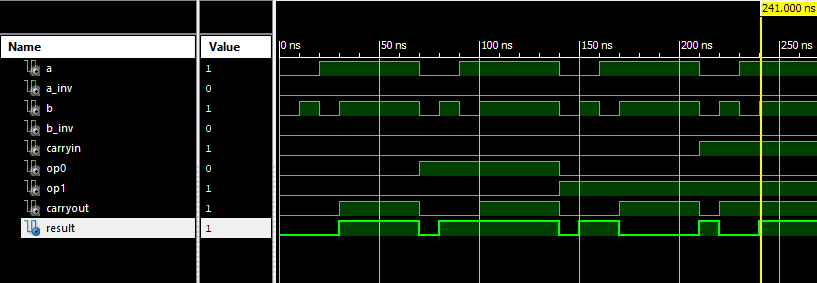 241.000 ns
Name Value 0 ns 50 ns 100 ns 150 ns 200 ns 250 ns
a 1
a_inv 0
b 1
b_inv 0
carryin 1
op0 0
op1 1
carryout 1
result 1